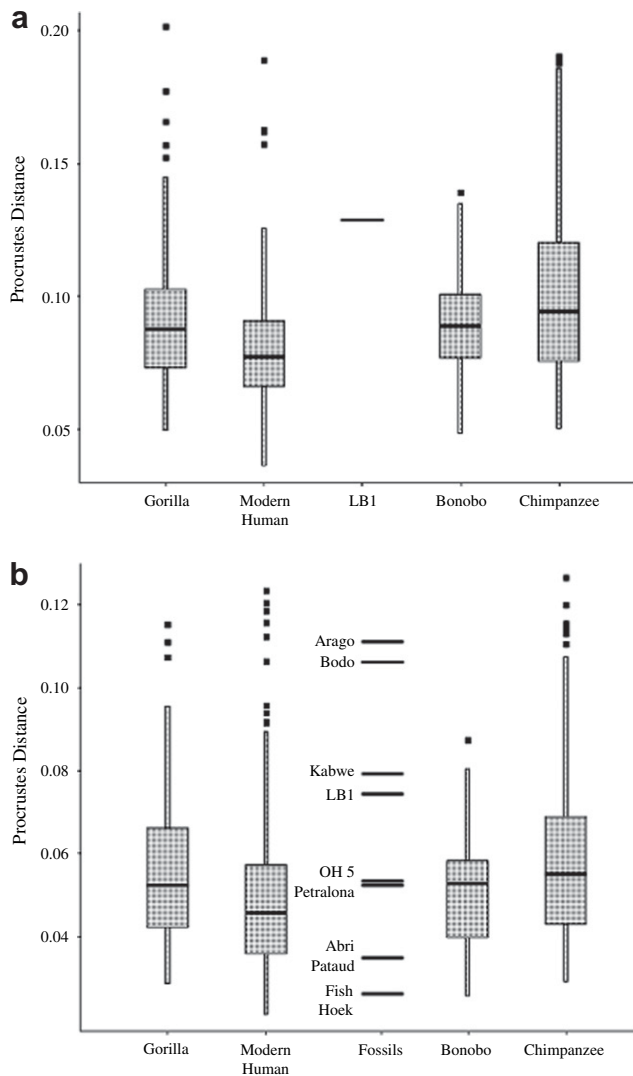 a
0.20
0.15
0.10
0.05
Procrustes Distance
Gorilla
Modern
Human
LB1
Bonobo
Chimpanzee
b
0.12
0.10
0.08
0.06
0.04
Procrustes Distance
Arago
Bodo
Kabwe
LB1
OH 5
Petralona
Abri
Pataud
Fish
Hoek
Gorilla
Modern
Human
Fossils
Bonobo
Chimpanzee